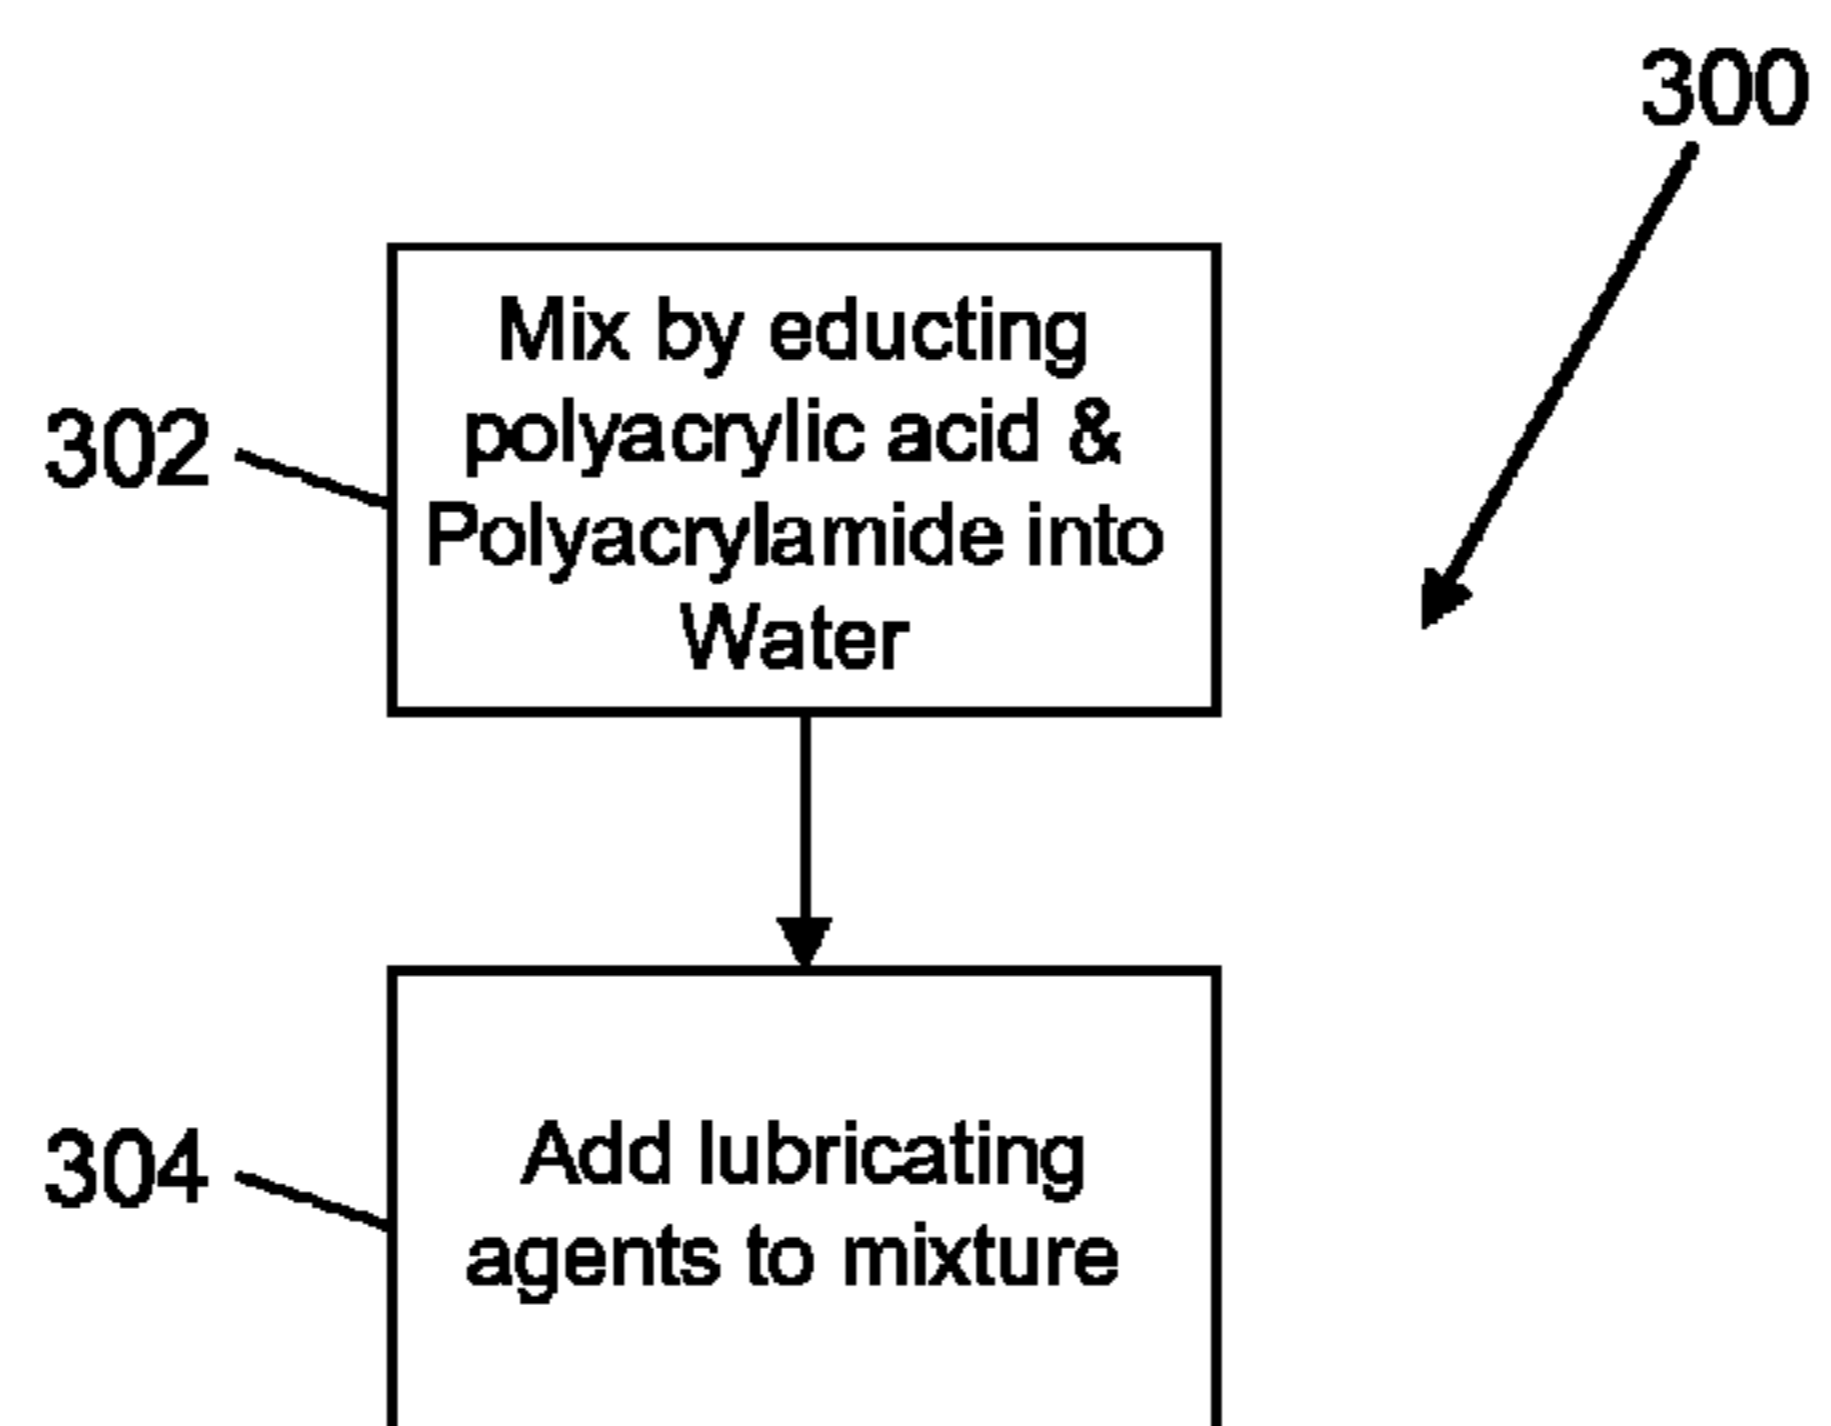 300
Mix by educting
302
polyacrylic acid &
Polyacrylamide into
Water
304
Add lubricating
agents to mixture